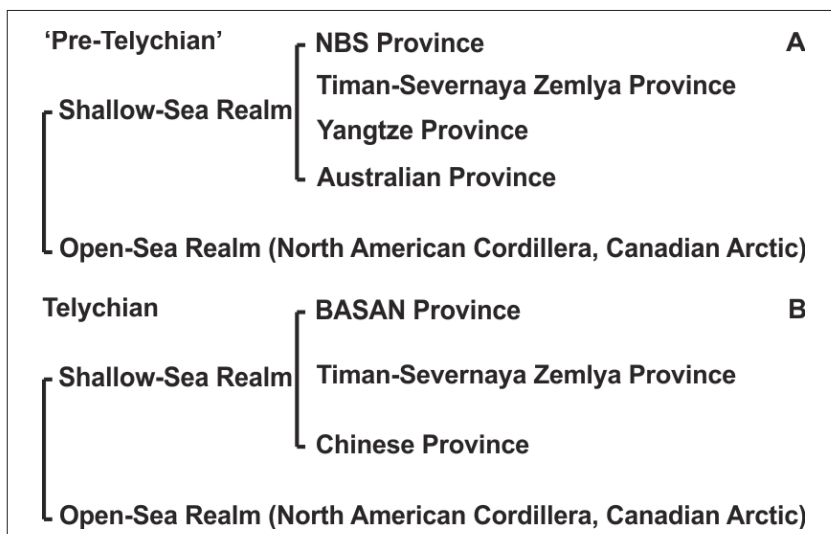 ‘Pre-Telychian’
NBS Province
A
Timan-Severnaya Zemlya Province
Shallow-Sea Realm
Yangtze Province
Australian Province
Open-Sea Realm (North American Cordillera, Canadian Arctic)
Telychian
BASAN Province
B
Shallow-Sea Realm
Timan-Severnaya Zemlya Province
Chinese Province
Open-Sea Realm (North American Cordillera, Canadian Arctic)